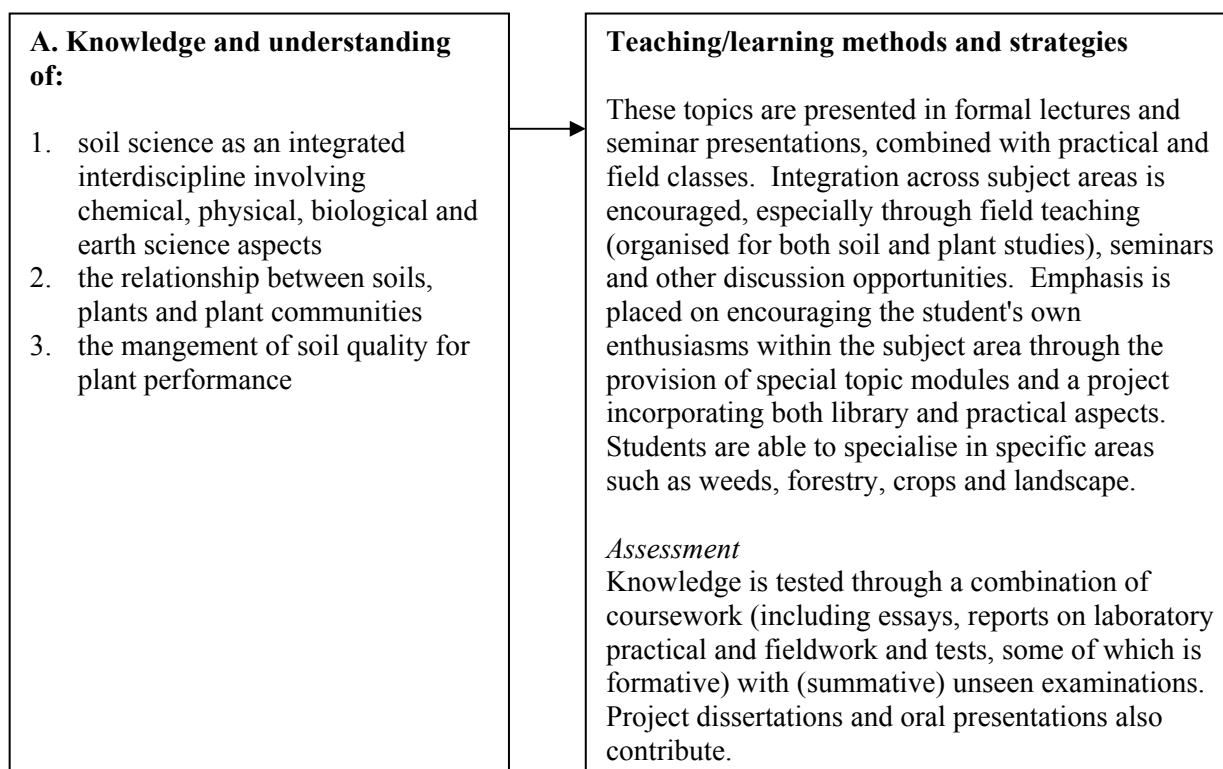 A. Knowledge and understanding
of:
1. soil science as an integrated
interdiscipline involving
chemical, physical, biological and
earth science aspects
2. the relationship between soils,
plants and plant communities
3. the mangement of soil quality for
plant performance
Teaching/learning methods and strategies
These topics are presented in formal lectures and
seminar presentations, combined with practical and
field classes.  Integration across subject areas is
encouraged, especially through field teaching
(organised for both soil and plant studies), seminars
and other discussion opportunities.  Emphasis is
placed on encouraging the student's own
enthusiasms within the subject area through the
provision of special topic modules and a project
incorporating both library and practical aspects.
Students are able to specialise in specific areas
such as weeds, forestry, crops and landscape.
Assessment
Knowledge is tested through a combination of
coursework (including essays, reports on laboratory
practical and fieldwork and tests, some of which is
formative) with (summative) unseen examinations.
Project dissertations and oral presentations also
contribute.